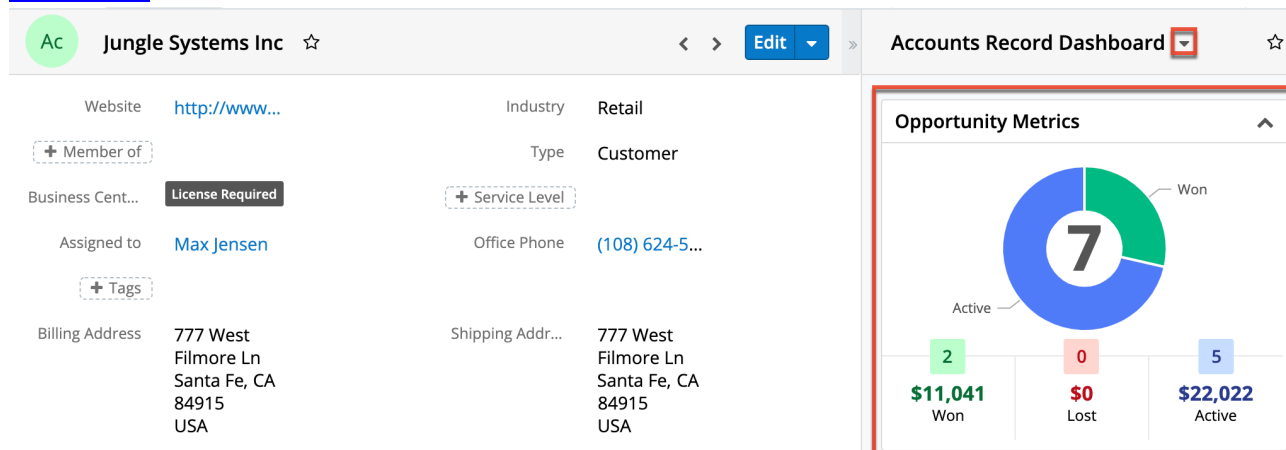 Ac Jungle Systems Inc Edit Accounts Record Dashboard
Website http://www... Industry Retail
Member of Type Customer
Business Cent... License Required Service Level
Assigned to Max Jensen Office Phone (108) 624-5...
Tags
Billing Address 777 West Shipping Addr... 777 West
Filmore Ln Filmore Ln
Santa Fe, CA Santa Fe, CA
84915 84915
USA USA
Opportunity Metrics
Won
7
Active
2 0 5
$11,041 $0 $22,022
Won Lost Active